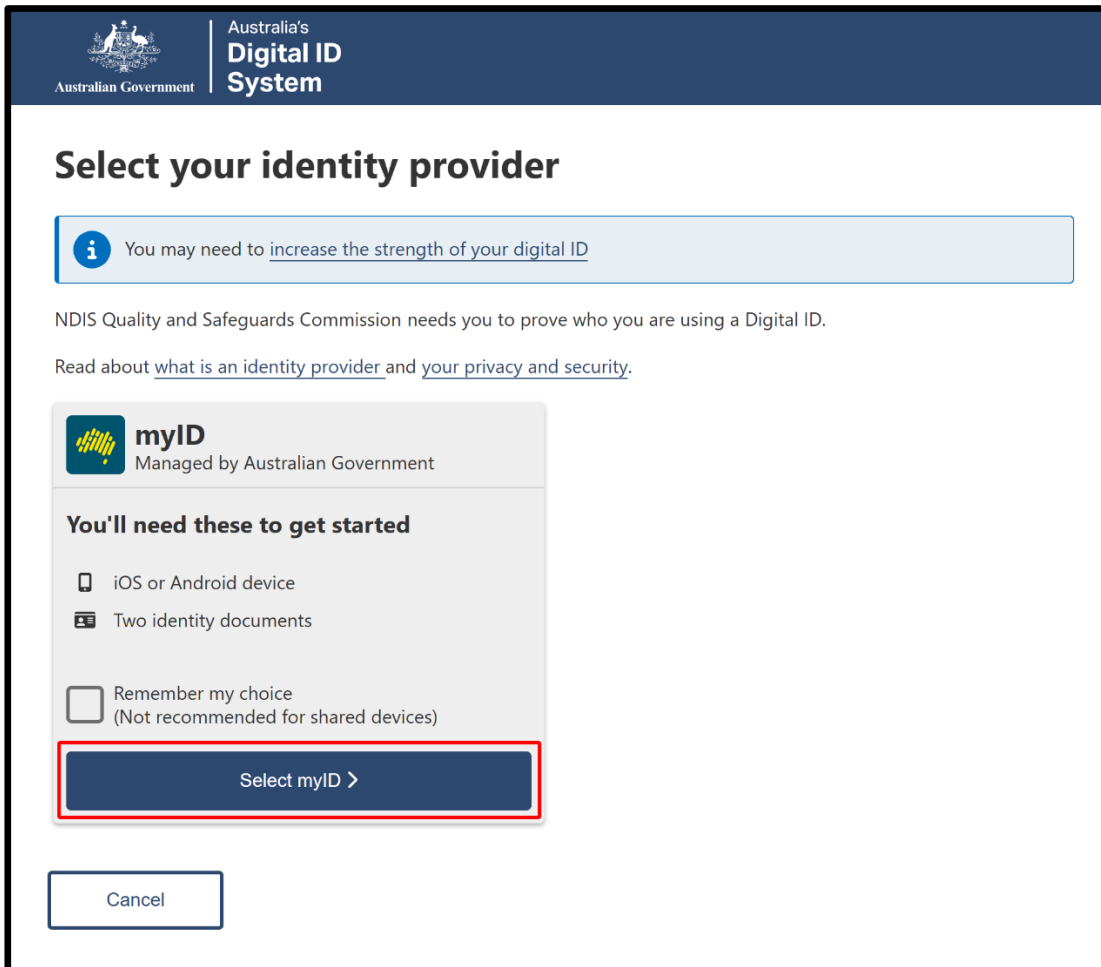 Australian Government
Australia's
Digital ID
System
Select your identity provider
You may need to increase the strength of your digital ID
NDIS Quality and Safeguards Commission needs you to prove who you are using a Digital ID.
Read about what is an identity provider and your privacy and security.
myID
Managed by Australian Government
You'll need these to get started
iOS or Android device
Two identity documents
Remember my choice
(Not recommended for shared devices)
Select myID
Cancel